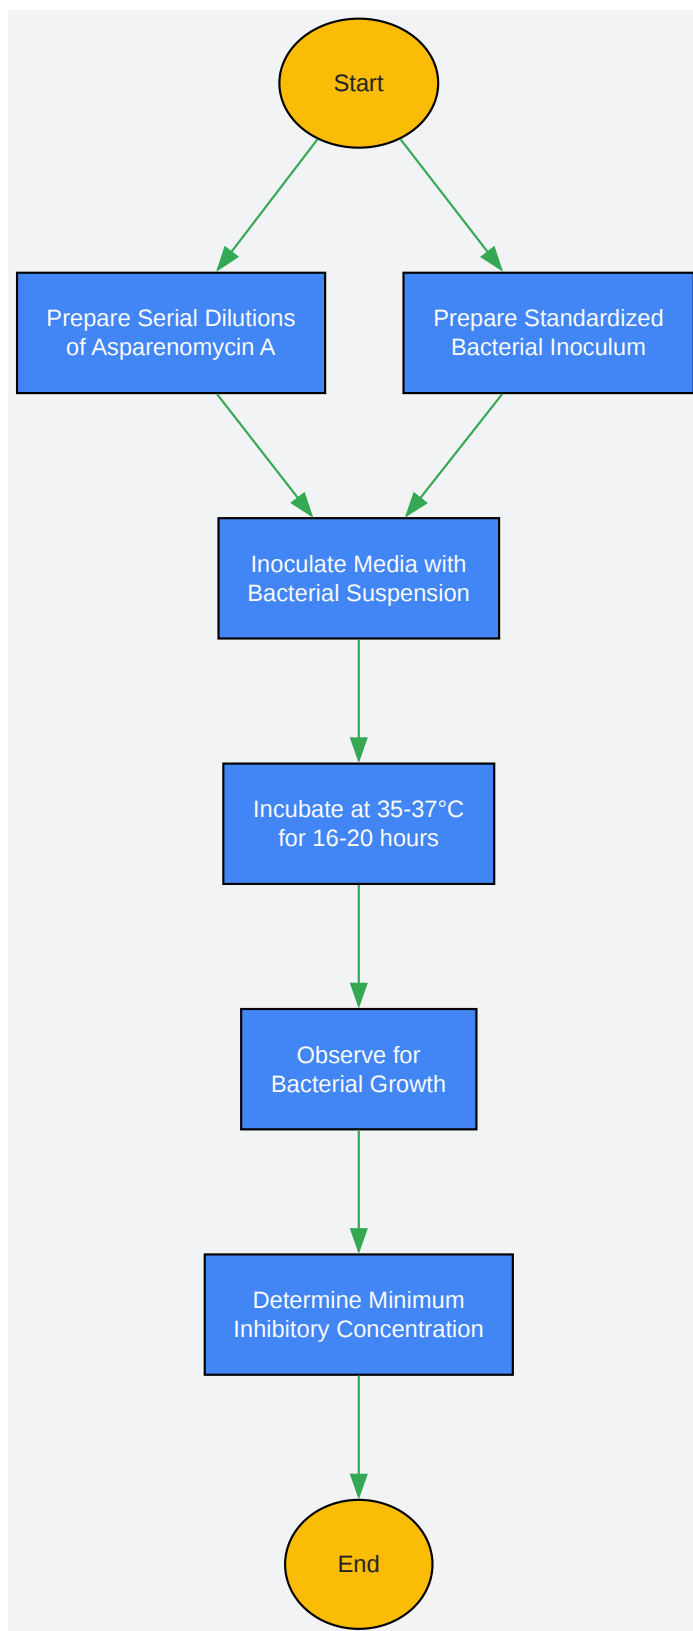 Start
Prepare Serial Dilutions
of Asparenomycin A
Prepare Standardized
Bacterial Inoculum
Inoculate Media with
Bacterial Suspension
Incubate at 35-37°C
for 16-20 hours
Observe for
Bacterial Growth
Determine Minimum
Inhibitory Concentration
End